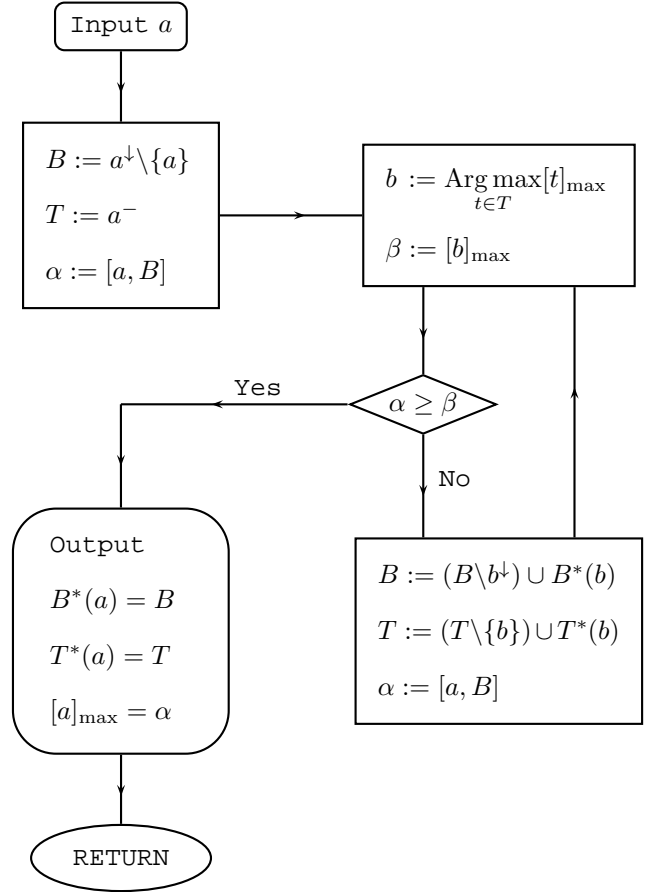 Input a
B := a↓\{a}
T := a⁻
α := [a, B]
b := Arg max[t]max
t∈T
β := [b]max
Yes
α ≥ β
No
Output
B*(a) = B
T*(a) = T
[a]max = α
B := (B\b↓) ∪ B*(b)
T := (T\{b}) ∪ T*(b)
α := [a, B]
RETURN